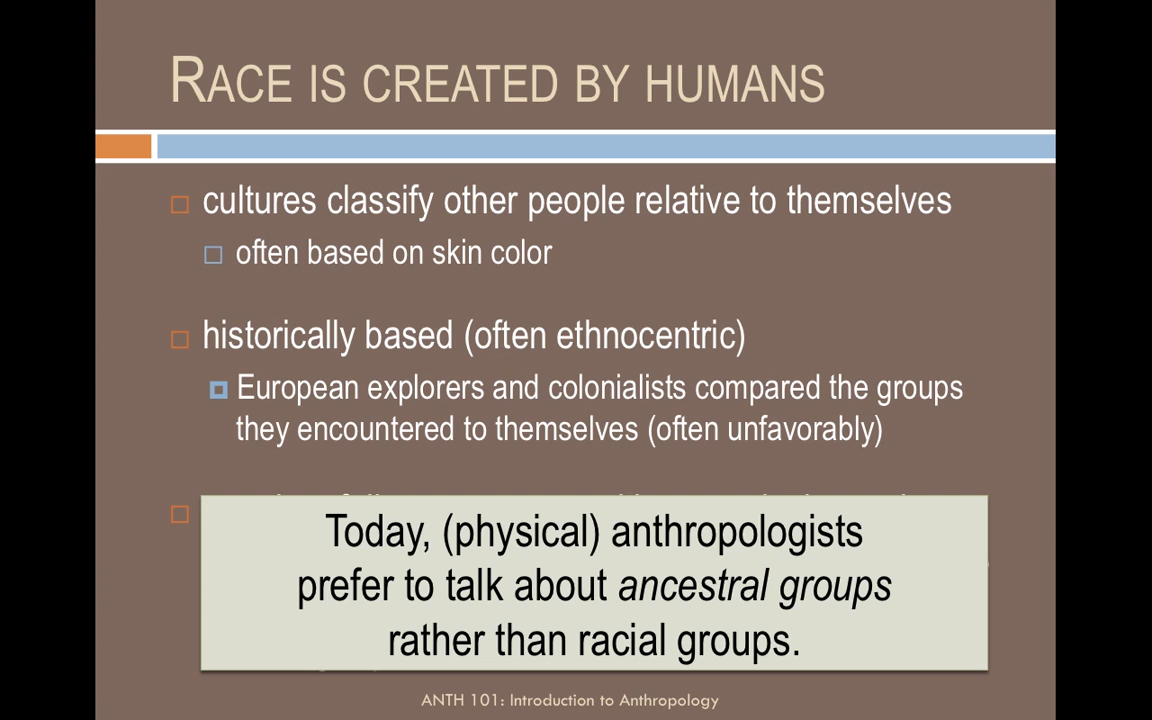 RACE IS CREATED BY HUMANS
cultures classify other people relative to themselves
often based on skin color
historically based (often ethnocentric)
European explorers and colonialists compared the groups
they encountered to themselves (often unfavorably)
Today, (physical) anthropologists
prefer to talk about ancestral groups
rather than racial groups.
ANTH 101: Introduction to Anthropology